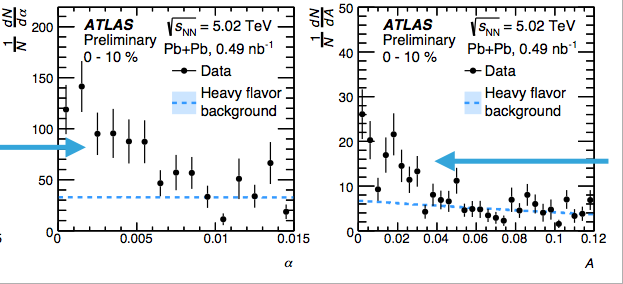 1/N dN/dα
ATLAS
Preliminary
0 - 10 %
√sNN = 5.02 TeV
Pb+Pb, 0.49 nb-1
Data
Heavy flavor
background
200
150
100
50
0
0
0.005
0.01
0.015
α
1/N dN/dA
ATLAS
Preliminary
0 - 10 %
√sNN = 5.02 TeV
Pb+Pb, 0.49 nb-1
Data
Heavy flavor
background
50
40
30
20
10
0
0
0.02
0.04
0.06
0.08
0.1
0.12
A